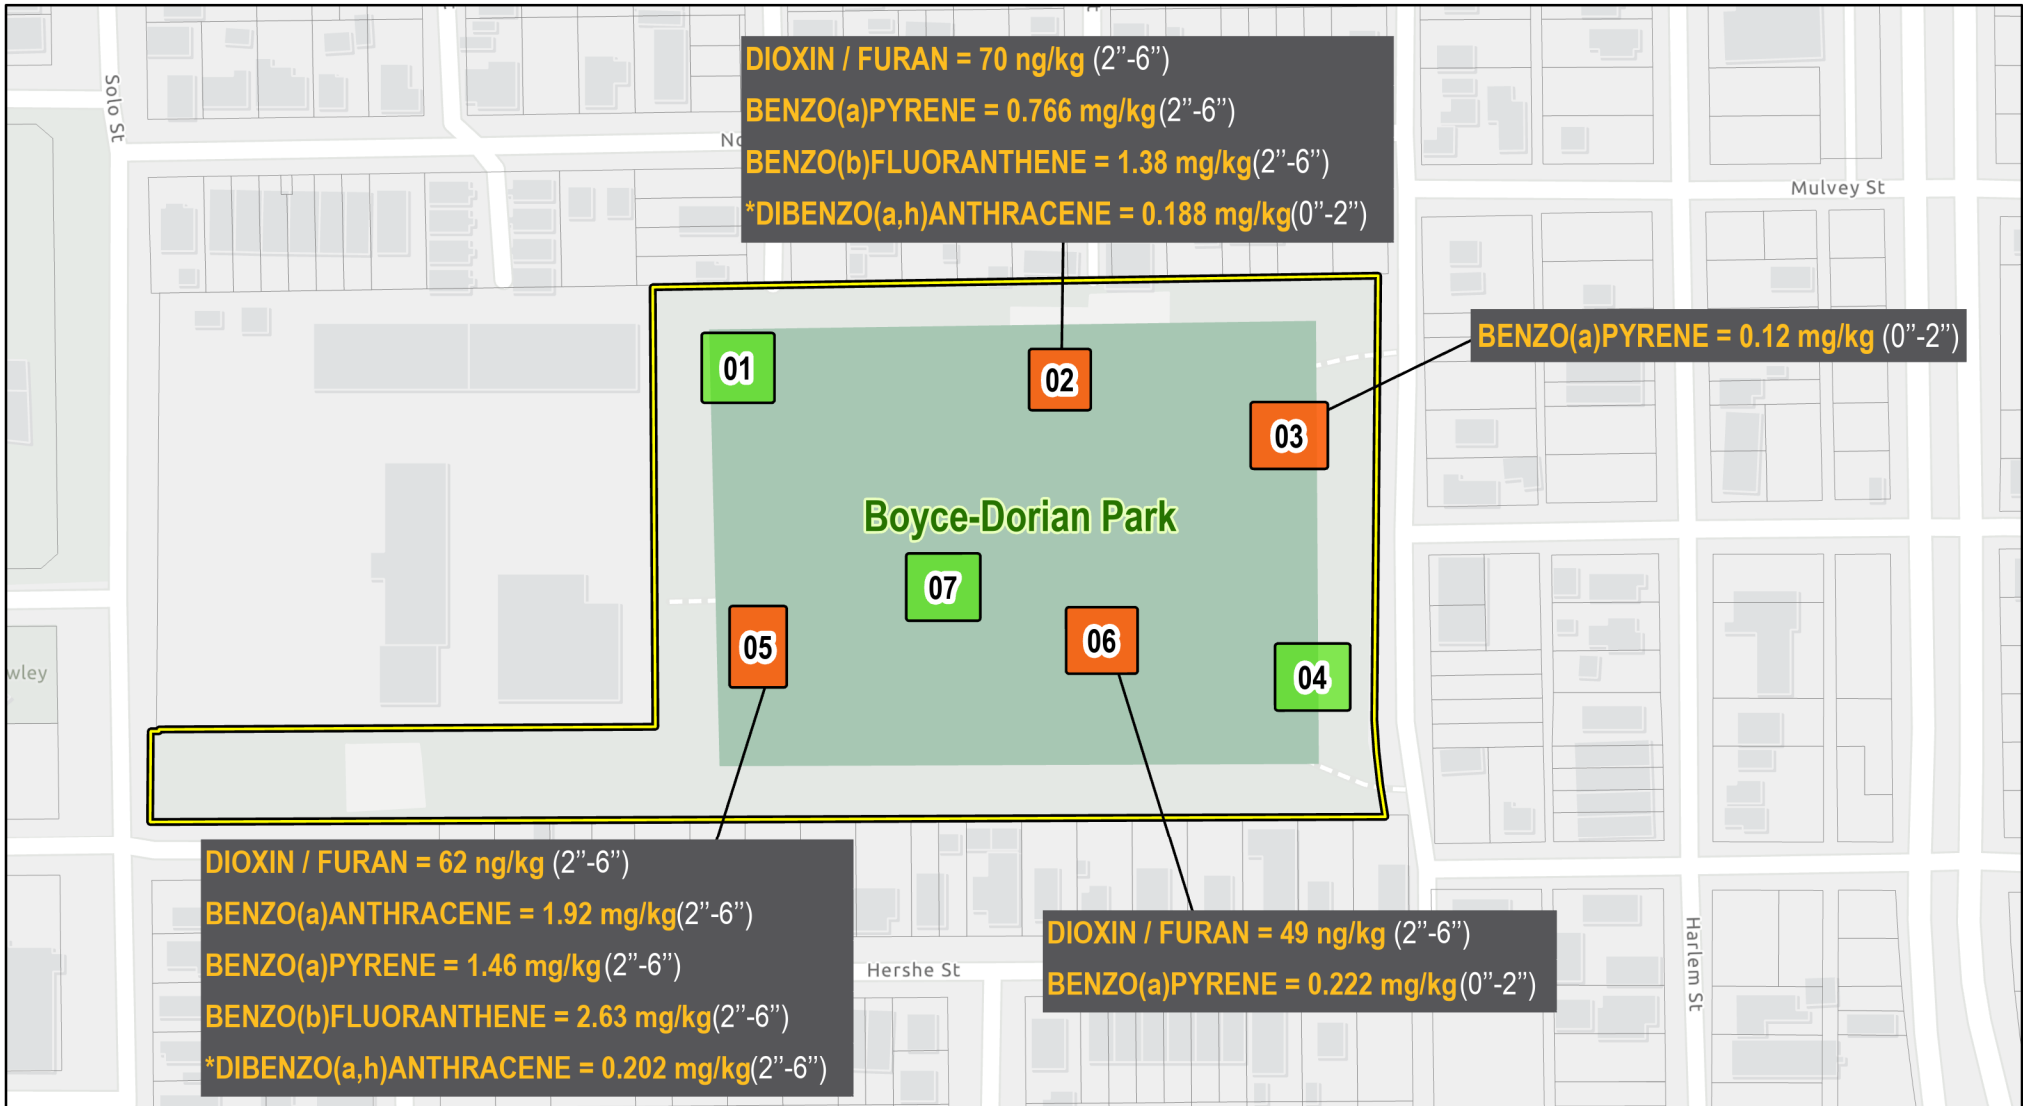 Solo St
DIOXIN / FURAN = 70 ng/kg (2”-6”)
BENZO(a)PYRENE = 0.766 mg/kg(2”-6”)
BENZO(b)FLUORANTHENE = 1.38 mg/kg(2”-6”)
*DIBENZO(a,h)ANTHRACENE = 0.188 mg/kg(0”-2”)
No
Mulvey St
BENZO(a)PYRENE = 0.12 mg/kg (0”-2”)
01
02
03
Boyce-Dorian Park
07
05
06
04
wley
DIOXIN / FURAN = 62 ng/kg (2”-6”)
BENZO(a)ANTHRACENE = 1.92 mg/kg(2”-6”)
BENZO(a)PYRENE = 1.46 mg/kg(2”-6”)
BENZO(b)FLUORANTHENE = 2.63 mg/kg(2”-6”)
*DIBENZO(a,h)ANTHRACENE = 0.202 mg/kg(2”-6”)
Hershe St
DIOXIN / FURAN = 49 ng/kg (2”-6”)
BENZO(a)PYRENE = 0.222 mg/kg(0”-2”)
Harlem St